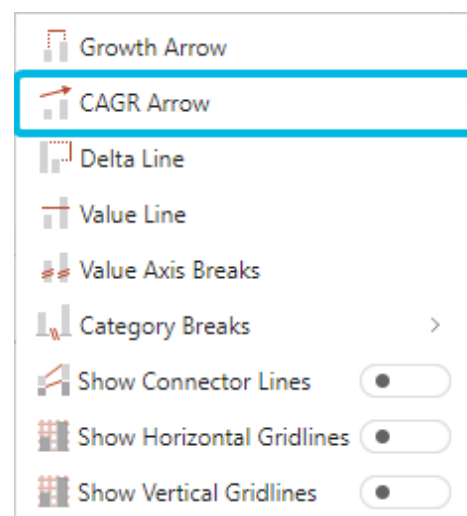 Growth Arrow
CAGR Arrow
Delta Line
Value Line
Value Axis Breaks
Category Breaks
Show Connector Lines
Show Horizontal Gridlines
Show Vertical Gridlines